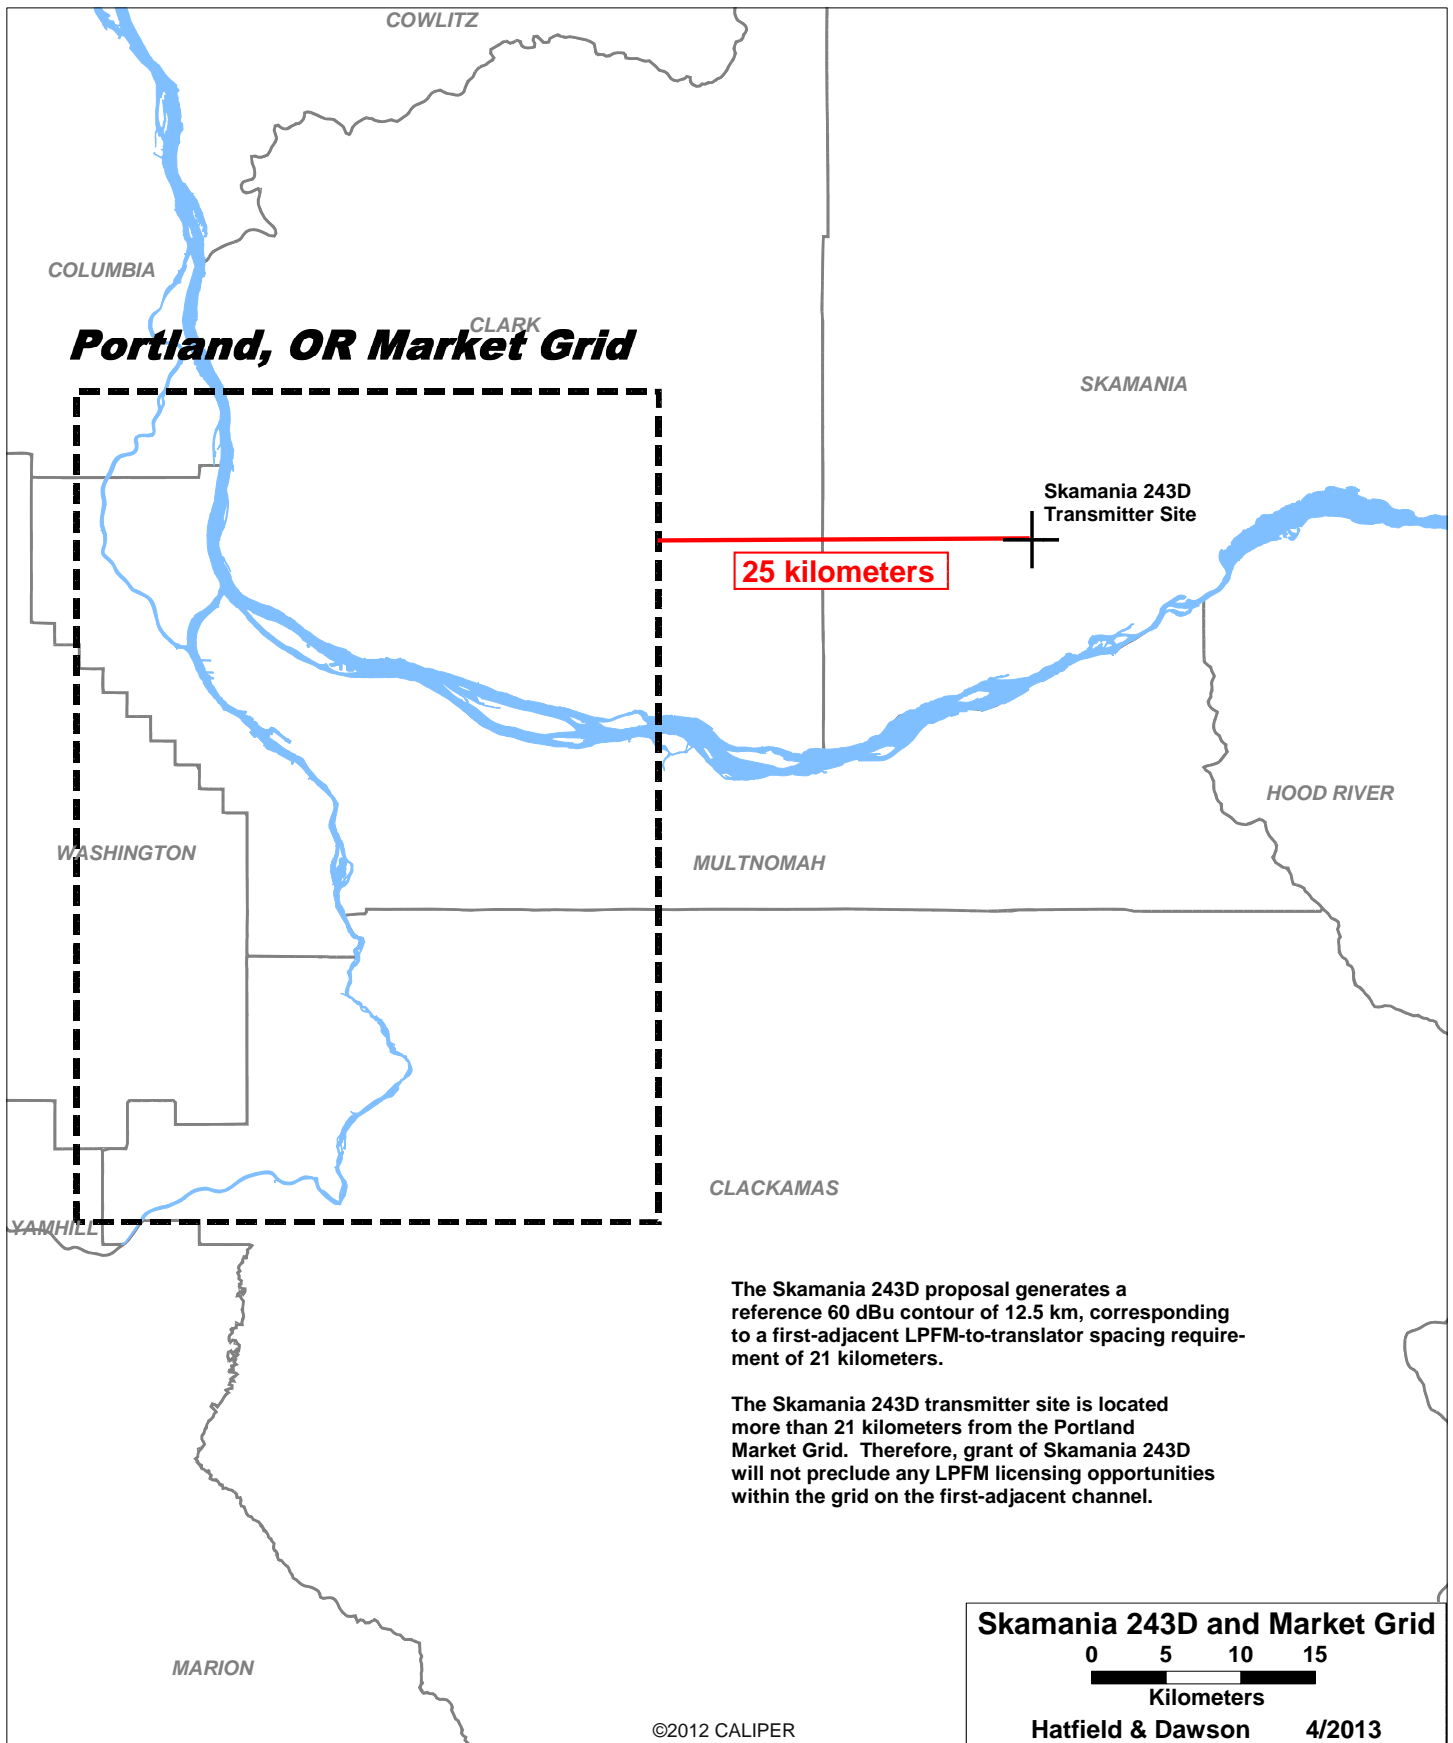 COWLITZ
COLUMBIA
CLARK
Portland, OR Market Grid
SKAMANIA
Skamania 243D
Transmitter Site
25 kilometers
HOOD RIVER
WASHINGTON
MULTNOMAH
CLACKAMAS
YAMHILL
The Skamania 243D proposal generates a
reference 60 dBu contour of 12.5 km, corresponding
to a first-adjacent LPFM-to-translator spacing require-
ment of 21 kilometers.
The Skamania 243D transmitter site is located
more than 21 kilometers from the Portland
Market Grid.  Therefore, grant of Skamania 243D
will not preclude any LPFM licensing opportunities
within the grid on the first-adjacent channel.
MARION
©2012 CALIPER
Skamania 243D and Market Grid
0 5 10 15
Kilometers
Hatfield & Dawson 4/2013